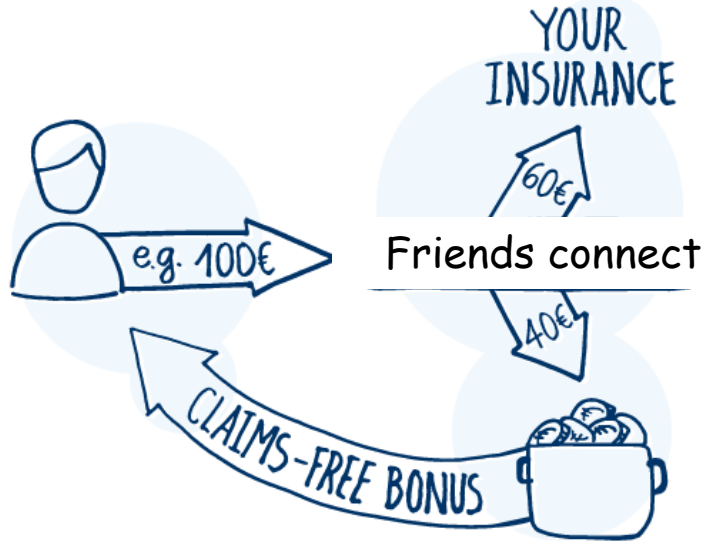 YOUR
INSURANCE
60€
e.g. 100€
Friends connect
40€
CLAIMS-FREE BONUS